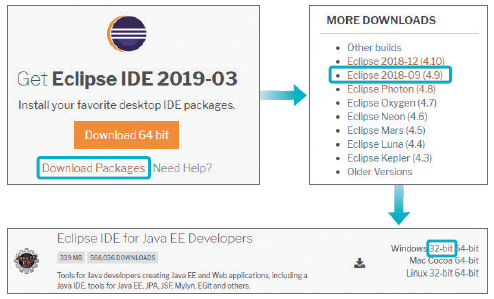 Get Eclipse IDE 2019-03
Install your favorite desktop IDE packages.
Download 64 bit
Download Packages Need Help?
MORE DOWNLOADS
Other builds
Eclipse 2018-12 (4.10)
Eclipse 2018-09 (4.9)
Eclipse Photon (4.8)
Eclipse Oxygen (4.7)
Eclipse Neon (4.6)
Eclipse Mars (4.5)
Eclipse Luna (4.4)
Eclipse Kepler (4.3)
Older Versions
Eclipse IDE for Java EE Developers
339 MB 568,036 DOWNLOADS
Tools for Java developers creating Java EE and Web applications, including a
Java IDE, tools for Java EE, JPA, JSF, Mylyn, EGit and others.
Windows 32-bit 64-bit
Mac Cocoa 64-bit
Linux 32-bit 64-bit